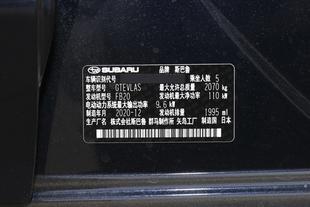 SUBARU 品牌 斯巴鲁
车辆识别代号 乘坐人数 5
整车型号 GTEVLAS 最大允许总质量 2070 kg
发动机型号 FB20 发动机最大净功率 110 kW
电动动力系统最大输出功率 9.6 kW
制造年月 2020-12 发动机排量 1995 ml
生产厂名 株式会社斯巴鲁 群马制作所 矢岛工厂 制造国 日本